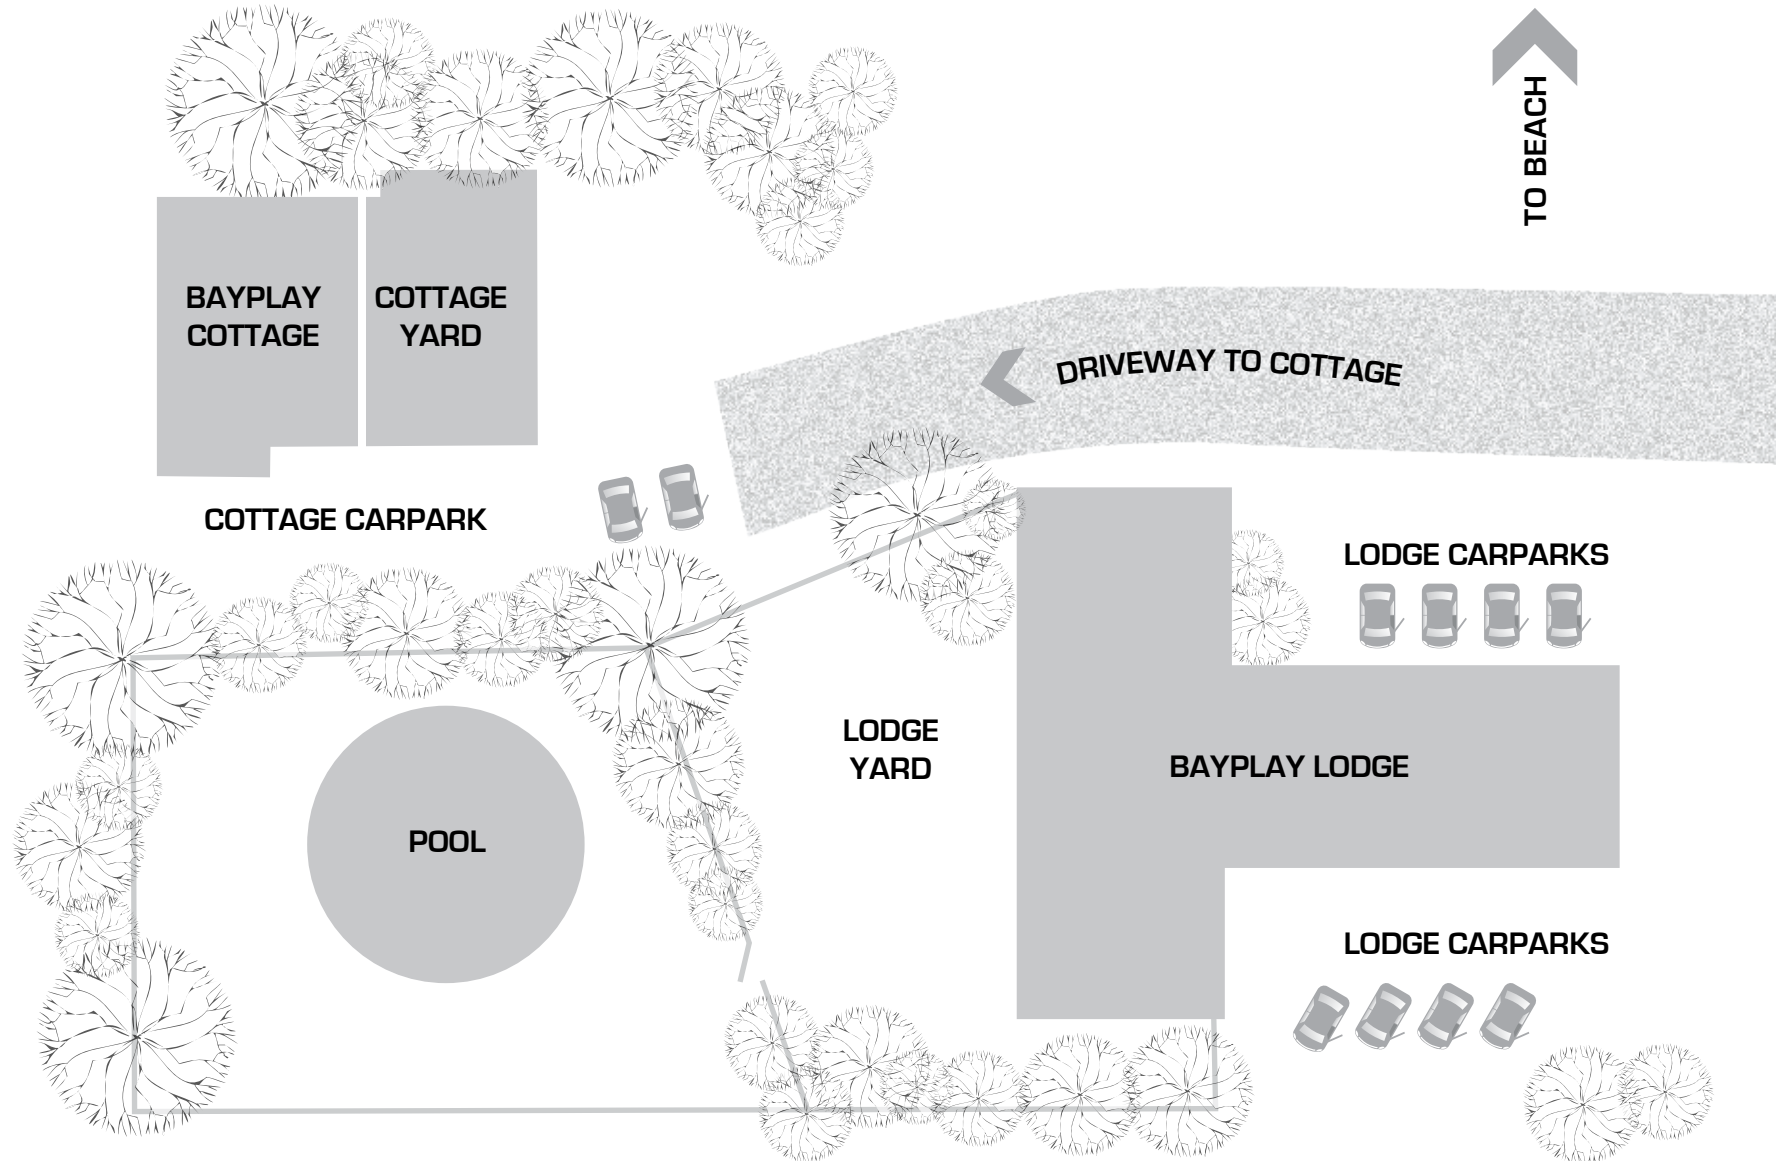 TO BEACH
BAYPLAY
COTTAGE
COTTAGE
YARD
DRIVEWAY TO COTTAGE
COTTAGE CARPARK
LODGE CARPARKS
LODGE
YARD
BAYPLAY LODGE
POOL
LODGE CARPARKS